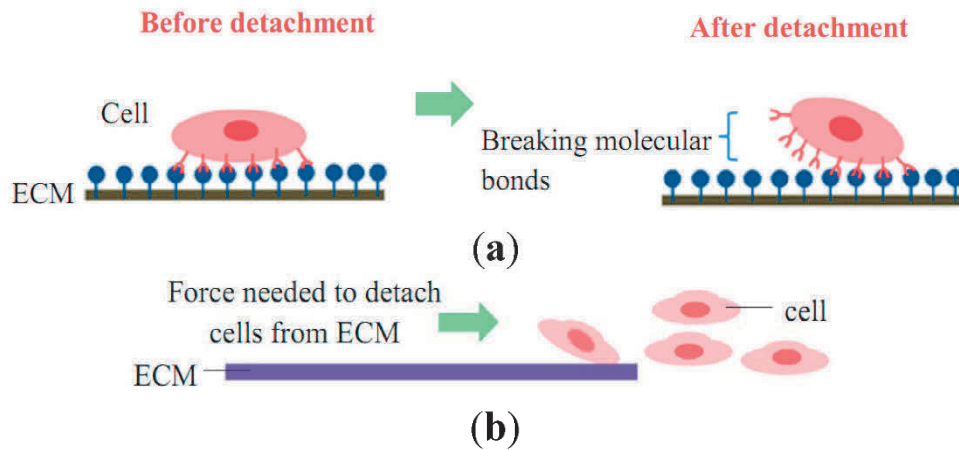 Before detachment
After detachment
Cell
Breaking molecular
bonds
ECM
(a)
Force needed to detach
cells from ECM
cell
ECM
(b)